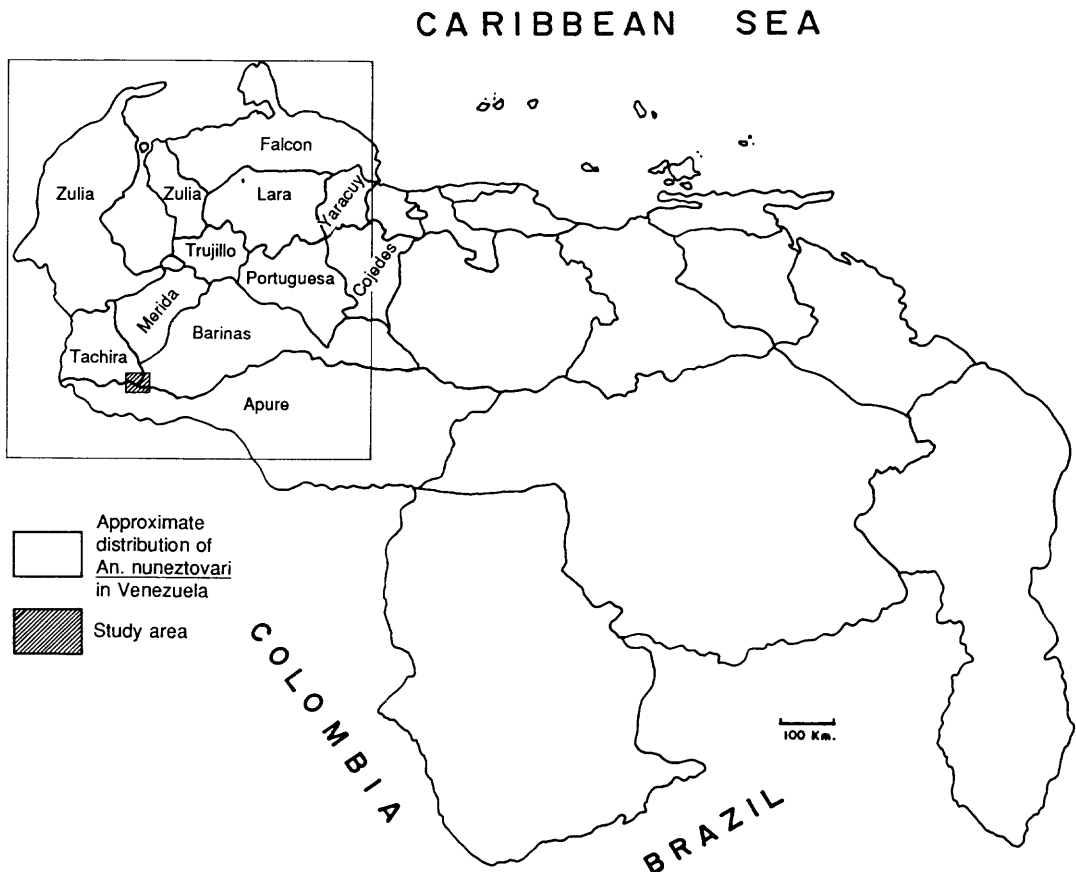 CARIBBEAN SEA
Falcon
Zulia
Zulia
Lara
Yaracuy
Trujillo
Portuguesa
Cojedes
Merida
Barinas
Tachira
Apure
Approximate
distribution of
An. nuneztovari
in Venezuela
Study area
COLOMBIA
BRAZIL
100 Km.